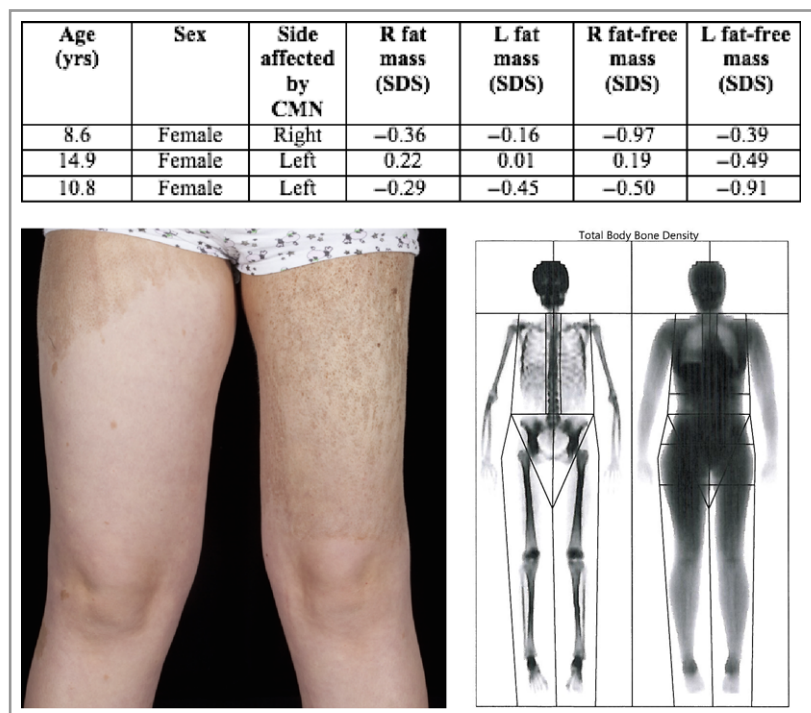 Age (yrs) Sex Side affected by CMN R fat mass (SDS) L fat mass (SDS) R fat-free mass (SDS) L fat-free mass (SDS)
8.6 Female Right −0.36 −0.16 −0.97 −0.39
14.9 Female Left 0.22 0.01 0.19 −0.49
10.8 Female Left −0.29 −0.45 −0.50 −0.91
Total Body Bone Density